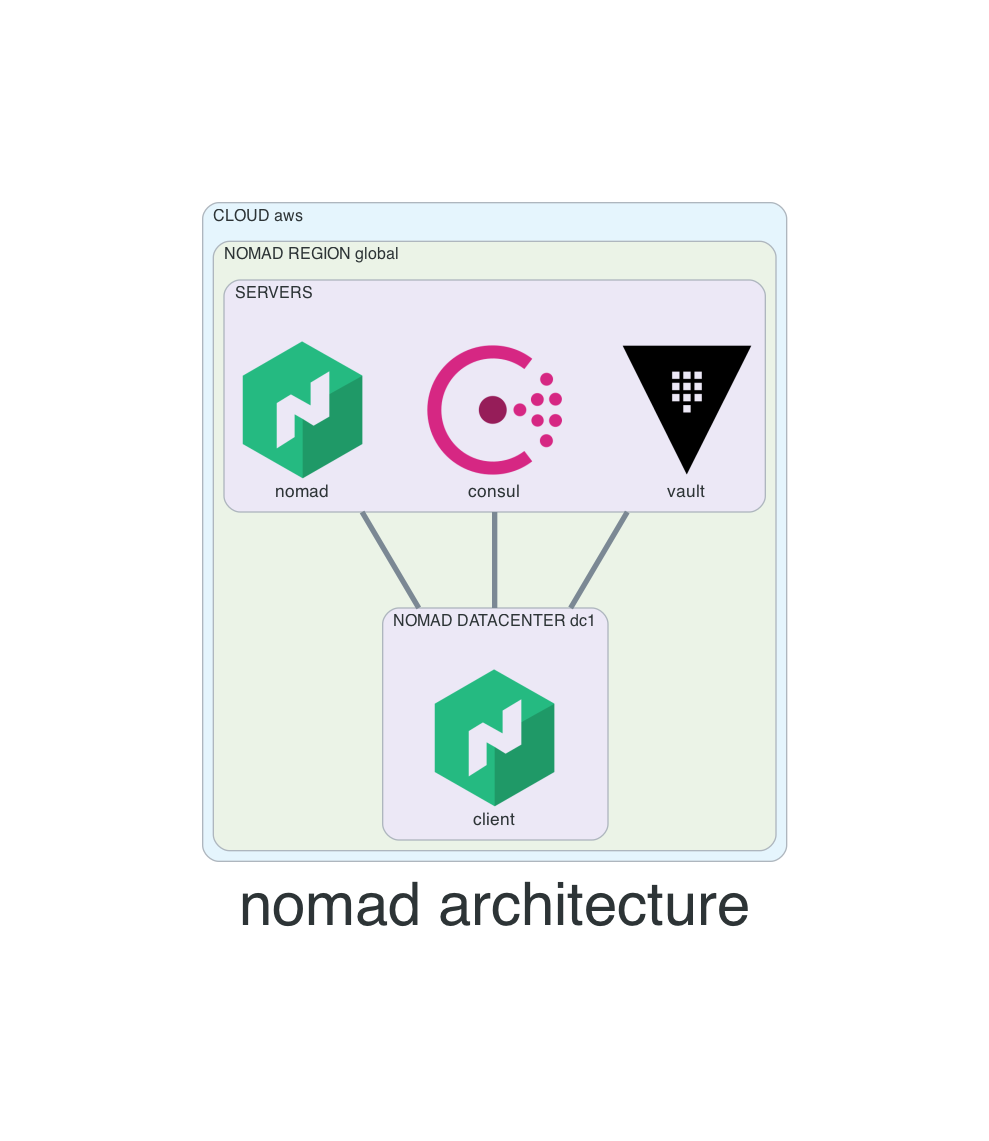 CLOUD aws
NOMAD REGION global
SERVERS
nomad
consul
vault
NOMAD DATACENTER dc1
client
nomad architecture